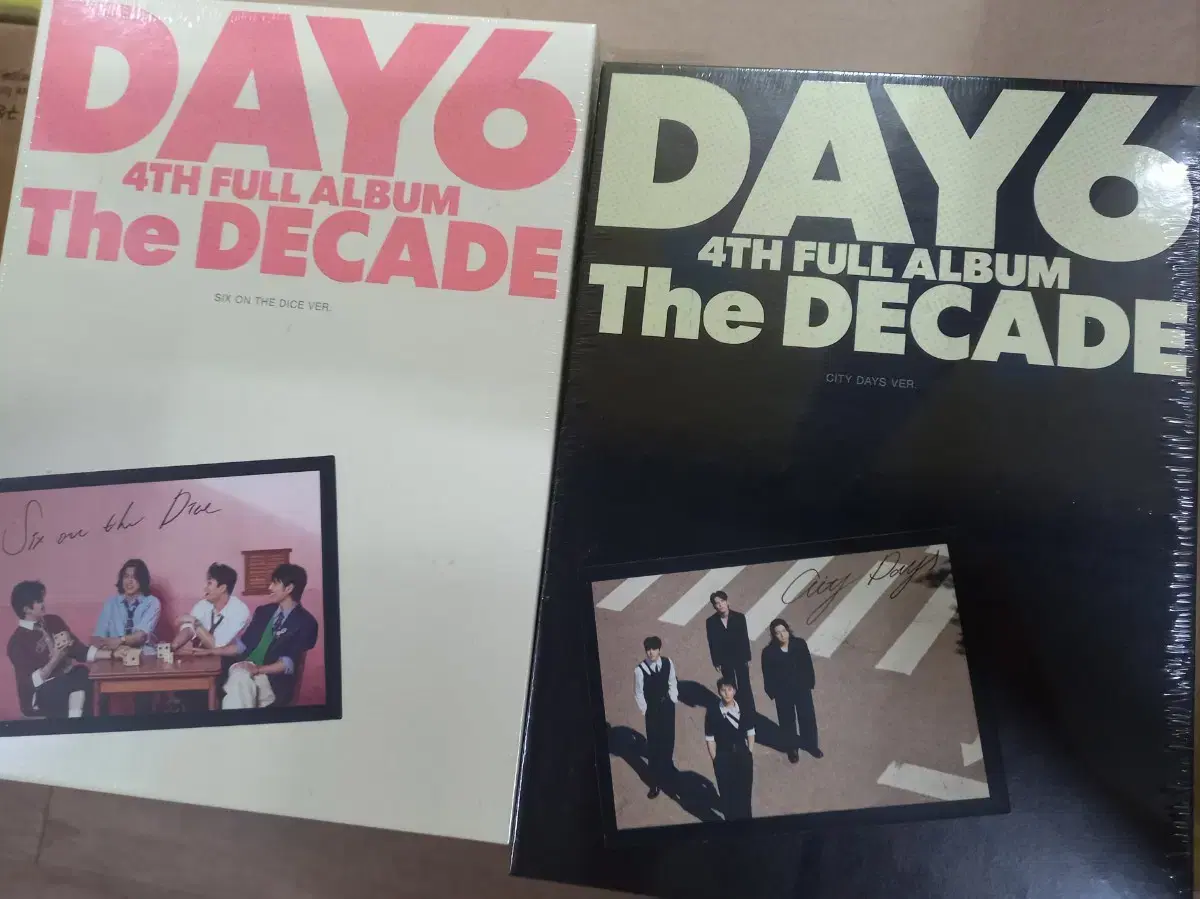 DAY6
4TH FULL ALBUM
The DECADE
SIX ON THE DICE VER.
Six on the Dice
DAY6
4TH FULL ALBUM
The DECADE
CITY DAYS VER.
City Days